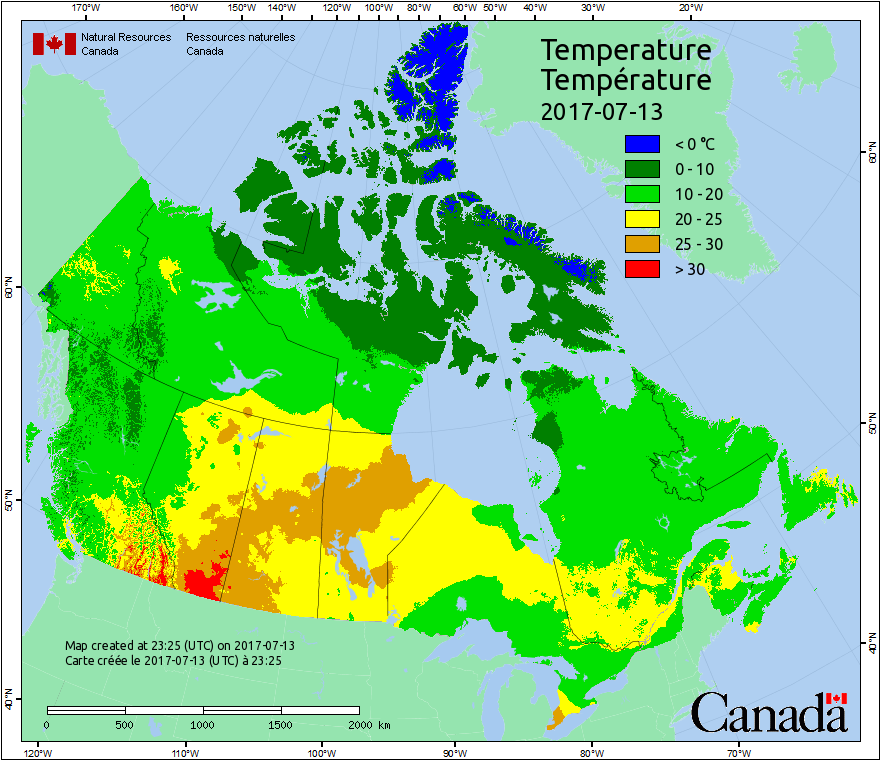 170°W 160°W 150°W 140°W 130°W 120°W 110°W 100°W 80°W 60°W 50°W 40°W 30°W 20°W
Natural Resources Ressources naturelles
Canada Canada
Temperature
Température
2017-07-13
< 0 °C
0 - 10
10 - 20
20 - 25
25 - 30
> 30
60°N
60°N
50°N
50°N
40°N
40°N
Map created at 23:25 (UTC) on 2017-07-13
Carte créée le 2017-07-13 (UTC) à 23:25
0 500 1000 1500 2000 km
Canada
120°W 110°W 100°W 90°W 80°W 70°W